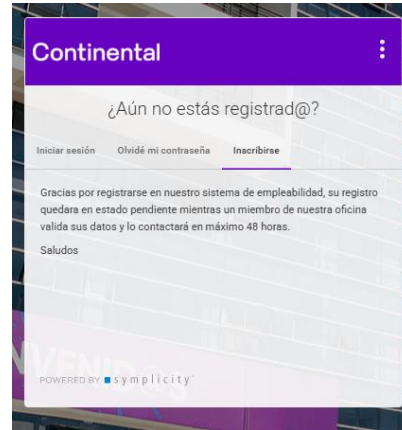 Continental
¿Aún no estás registrad@?
Iniciar sesión Olvidé mi contraseña Inscribirse
Gracias por registrarse en nuestro sistema de empleabilidad, su registro
quedara en estado pendiente mientras un miembro de nuestra oficina
valida sus datos y lo contactará en máximo 48 horas.
Saludos
POWERED BY symplicity